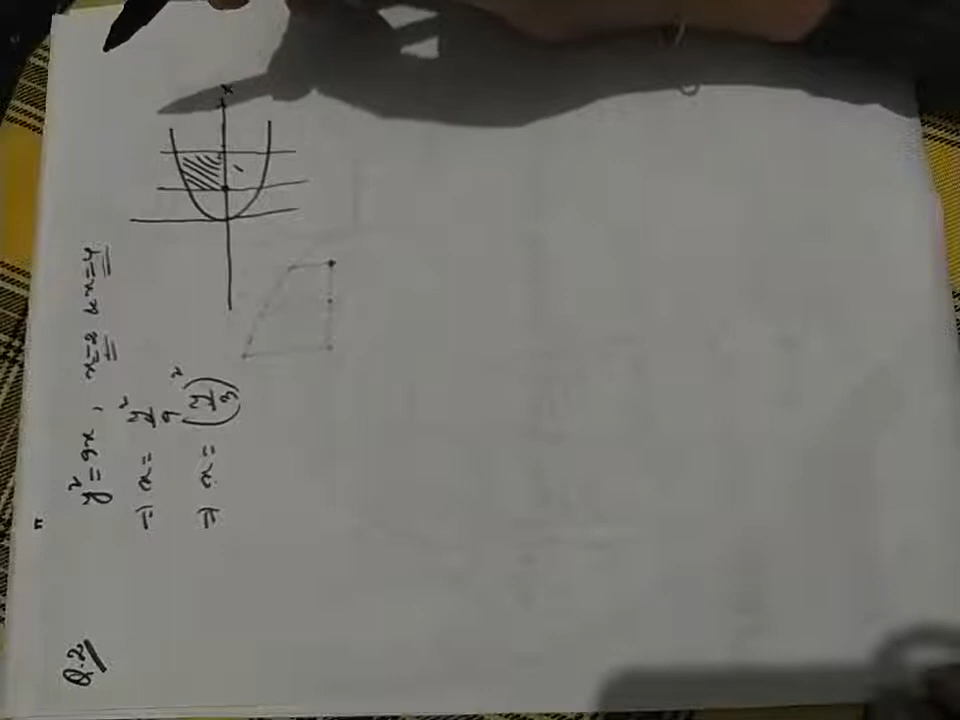 Q.2 "
y² = 9x , x=2 & x=4
⇒ x = y²/9
⇒ x = (y/3)²
x